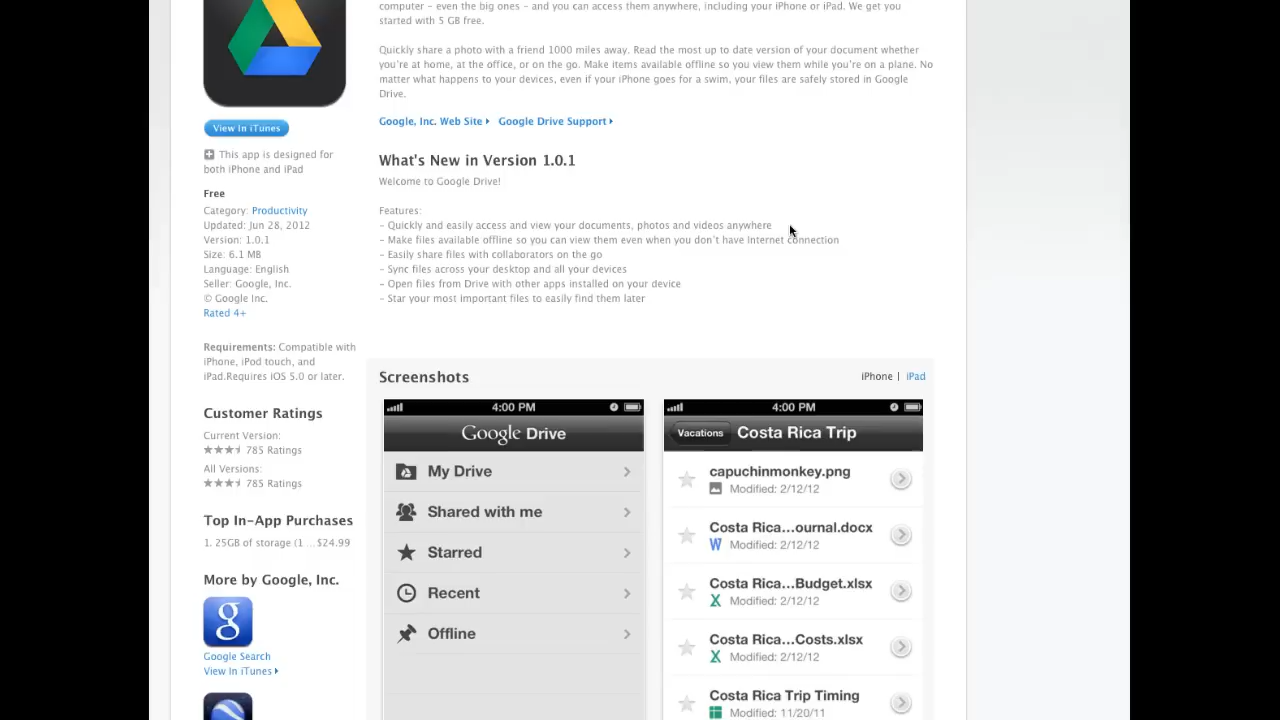 computer – even the big ones – and you can access them anywhere, including your iPhone or iPad. We get you
started with 5 GB free.
Quickly share a photo with a friend 1000 miles away. Read the most up to date version of your document whether
you're at home, at the office, or on the go. Make items available offline so you view them while you're on a plane. No
matter what happens to your devices, even if your iPhone goes for a swim, your files are safely stored in Google
Drive.
Google, Inc. Web Site
Google Drive Support
What's New in Version 1.0.1
Welcome to Google Drive!
Features:
- Quickly and easily access and view your documents, photos and videos anywhere
- Make files available offline so you can view them even when you don't have Internet connection
- Easily share files with collaborators on the go
- Sync files across your desktop and all your devices
- Open files from Drive with other apps installed on your device
- Star your most important files to easily find them later
View In iTunes
This app is designed for
both iPhone and iPad
Free
Category: Productivity
Updated: Jun 28, 2012
Version: 1.0.1
Size: 6.1 MB
Language: English
Seller: Google, Inc.
© Google Inc.
Rated 4+
Requirements: Compatible with
iPhone, iPod touch, and
iPad.Requires iOS 5.0 or later.
Customer Ratings
Current Version:
785 Ratings
All Versions:
785 Ratings
Top In-App Purchases
1. 25GB of storage (1 ... $24.99
More by Google, Inc.
g
Google Search
View In iTunes
Screenshots
iPhone | iPad
4:00 PM
Google Drive
My Drive
Shared with me
Starred
Recent
Offline
4:00 PM
Vacations Costa Rica Trip
capuchinmonkey.png
Modified: 2/12/12
Costa Rica...ournal.docx
W Modified: 2/12/12
Costa Rica...Budget.xlsx
X Modified: 2/12/12
Costa Rica...Costs.xlsx
X Modified: 2/12/12
Costa Rica Trip Timing
Modified: 11/20/11